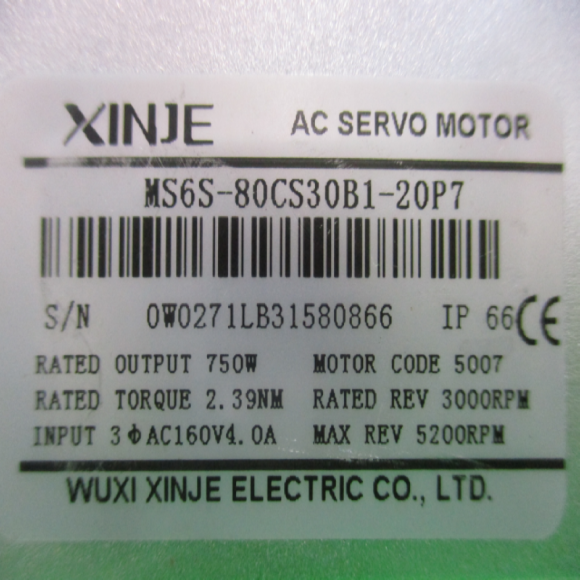 XINJE AC SERVO MOTOR
MS6S-80CS30B1-20P7
S/N 0W0271LB31580866 IP 66 CE
RATED OUTPUT 750W MOTOR CODE 5007
RATED TORQUE 2.39NM RATED REV 3000RPM
INPUT 3ΦAC160V4.0A MAX REV 5200RPM
WUXI XINJE ELECTRIC CO., LTD.